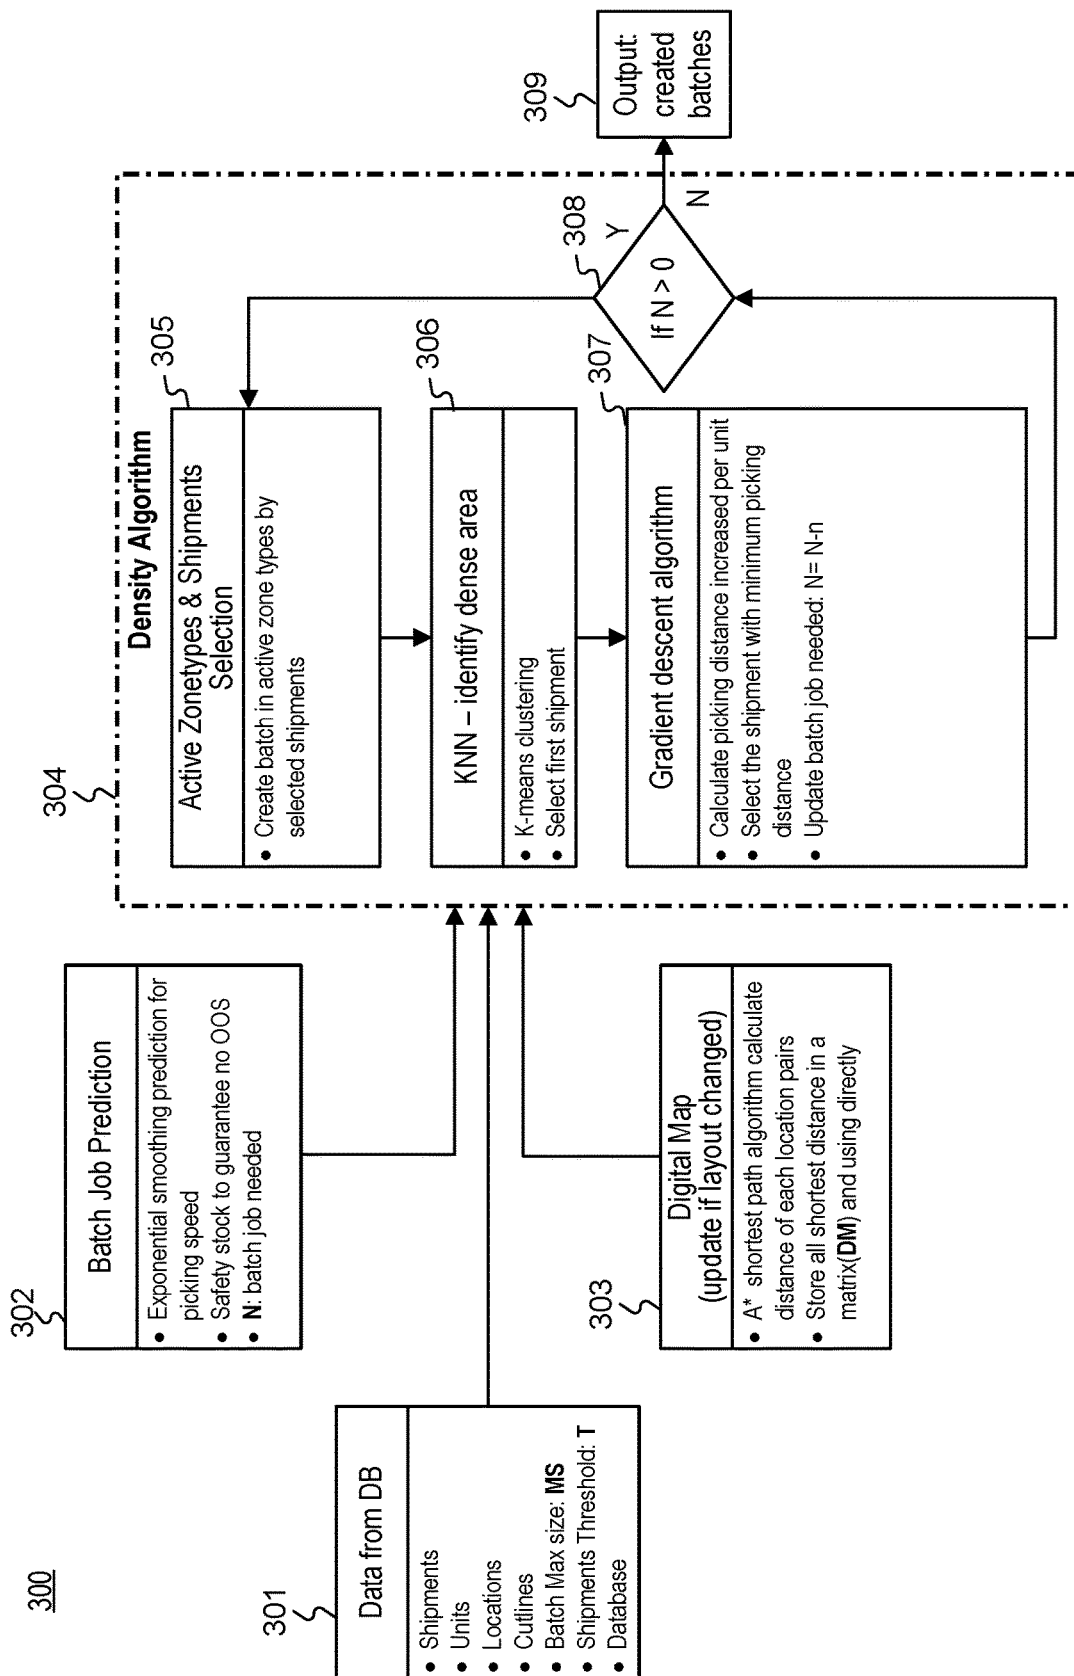 300
301
Data from DB
• Shipments
• Units
• Locations
• Cutlines
• Batch Max size: MS
• Shipments Threshold: T
• Database
302
Batch Job Prediction
• Exponential smoothing prediction for
picking speed
• Safety stock to guarantee no OOS
• N: batch job needed
303
Digital Map
(update if layout changed)
• A* shortest path algorithm calculate
distance of each location pairs
• Store all shortest distance in a
matrix(DM) and using directly
304
Density Algorithm
305
Active Zonetypes & Shipments
Selection
• Create batch in active zone types by
selected shipments
306
KNN – identify dense area
• K-means clustering
• Select first shipment
307
Gradient descent algorithm
• Calculate picking distance increased per unit
• Select the shipment with minimum picking
distance
• Update batch job needed: N= N-n
308
If N > 0
Y
N
309
Output:
created
batches